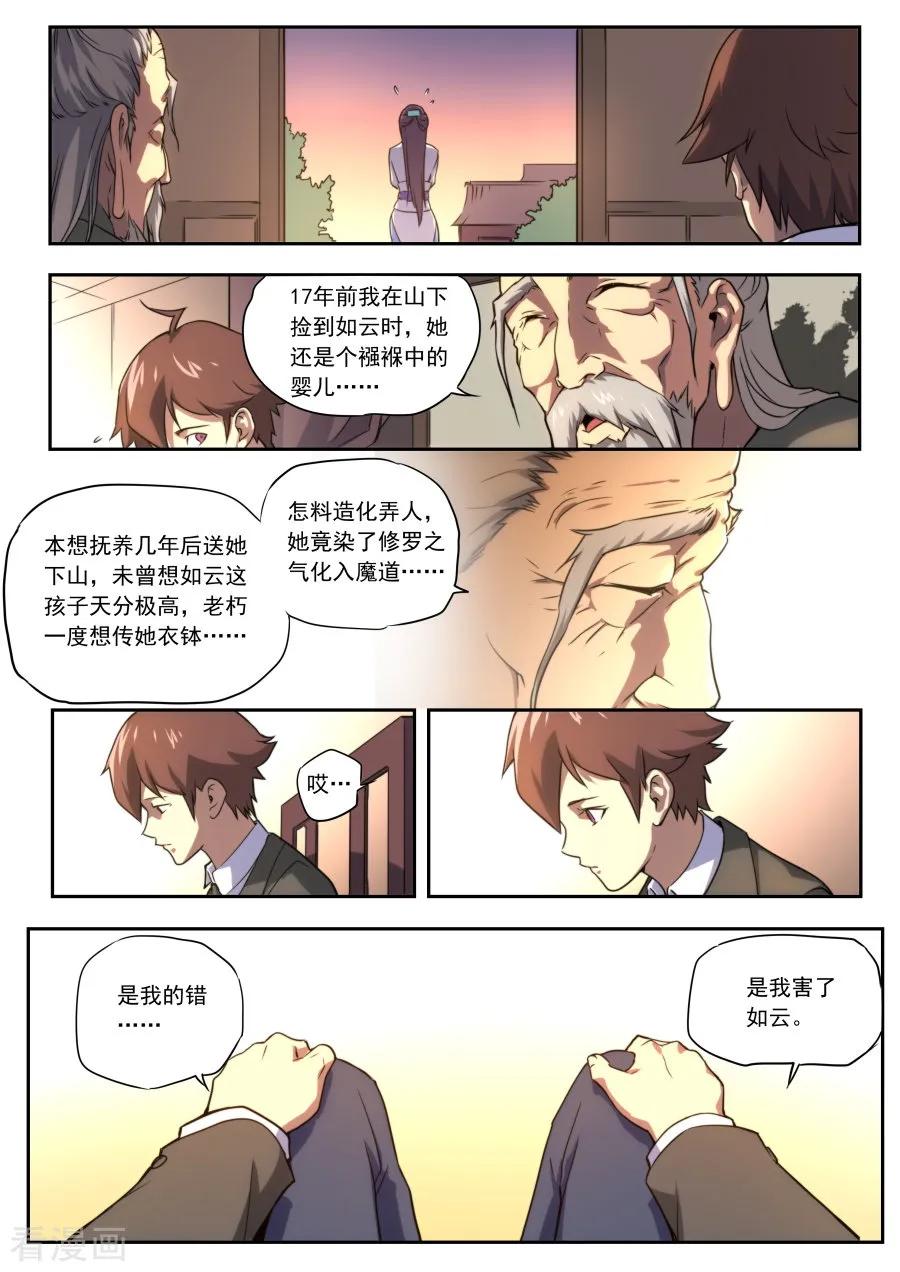 17年前我在山下
捡到如云时，她
还是个襁褓中的
婴儿……
怎料造化弄人，
她竟染了修罗之
气化入魔道……
本想抚养几年后送她
下山，未曾想如云这
孩子天分极高，老朽
一度想传她衣钵……
哎…
是我的错
……
是我害了
如云。
看漫画